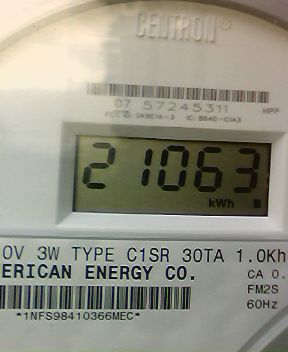 CENTRON
07 57245311 HPP
21063
kWh
0V 3W TYPE C1SR 30TA 1.0Kh
ERICAN ENERGY CO. CA 0.
FM2S
60Hz
*1NFS98410366MEC*